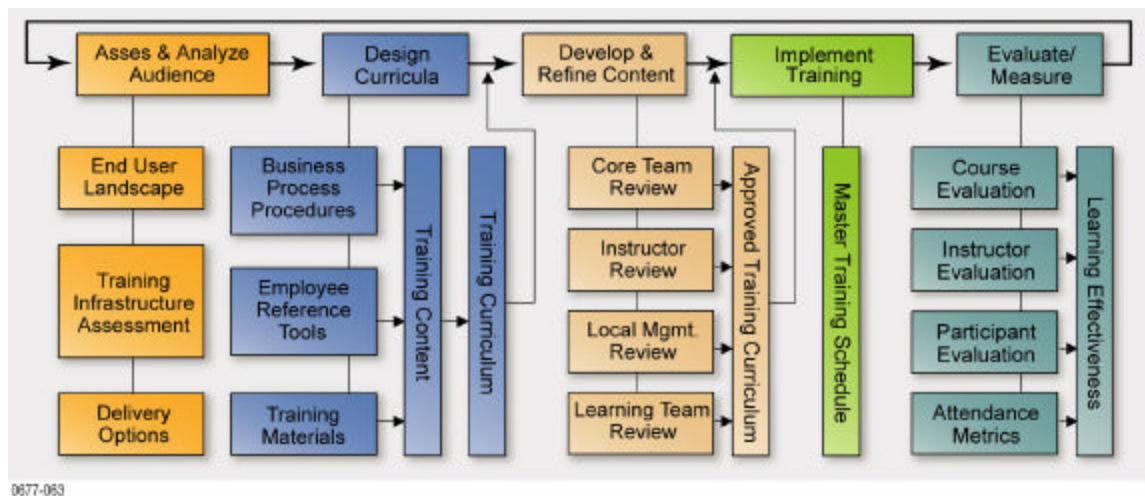 Asses & Analyze
Audience
Design
Curricula
Develop &
Refine Content
Implement
Training
Evaluate/
Measure
End User
Landscape
Training
Infrastructure
Assessment
Delivery
Options
Business
Process
Procedures
Employee
Reference
Tools
Training
Materials
Training Content
Training Curriculum
Core Team
Review
Instructor
Review
Local Mgmt.
Review
Learning Team
Review
Approved Training Curriculum
Master Training Schedule
Course
Evaluation
Instructor
Evaluation
Participant
Evaluation
Attendance
Metrics
Learning Effectiveness
0677-063